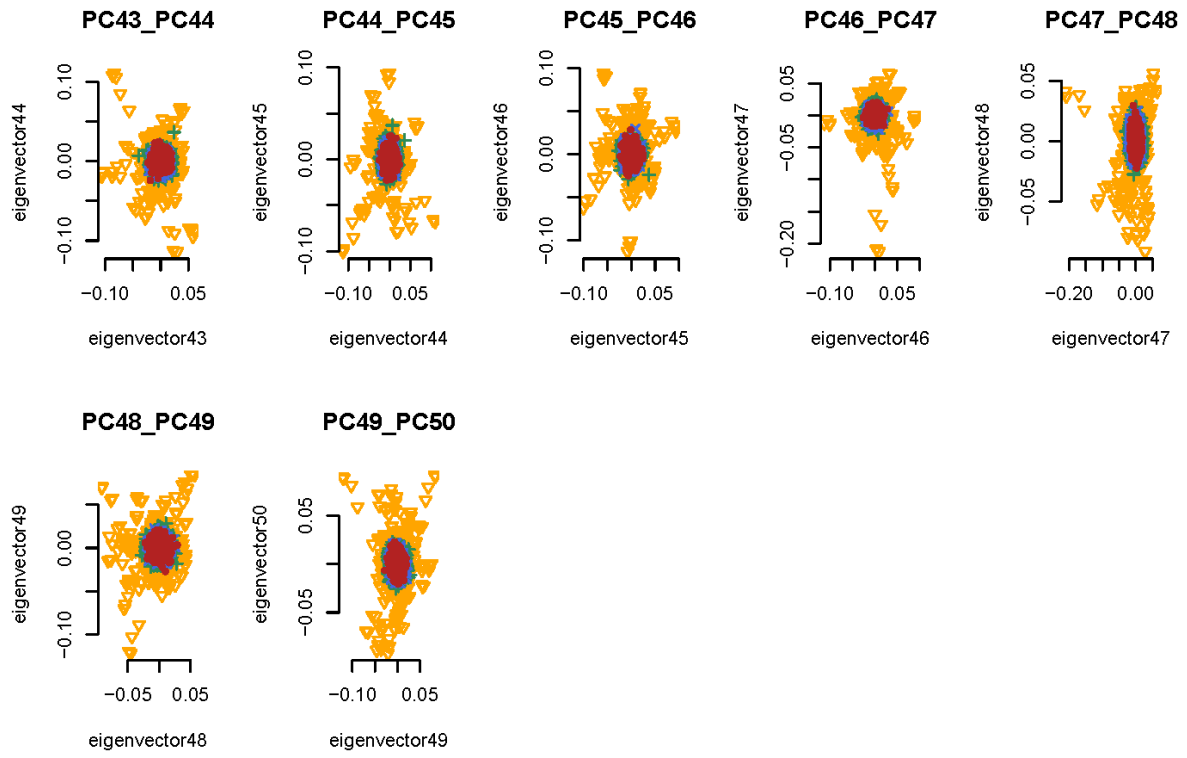 PC43_PC44
eigenvector44
0.10
0.00
−0.10
−0.10 0.05
eigenvector43
PC44_PC45
eigenvector45
0.10
0.00
−0.10
−0.10 0.05
eigenvector44
PC45_PC46
eigenvector46
0.10
0.00
−0.10
−0.10 0.05
eigenvector45
PC46_PC47
eigenvector47
0.05
−0.05
−0.20
−0.10 0.05
eigenvector46
PC47_PC48
eigenvector48
0.05
0.00
−0.05
−0.20 0.00
eigenvector47
PC48_PC49
eigenvector49
0.00
−0.10
−0.05 0.05
eigenvector48
PC49_PC50
eigenvector50
0.05
−0.05
−0.10 0.05
eigenvector49